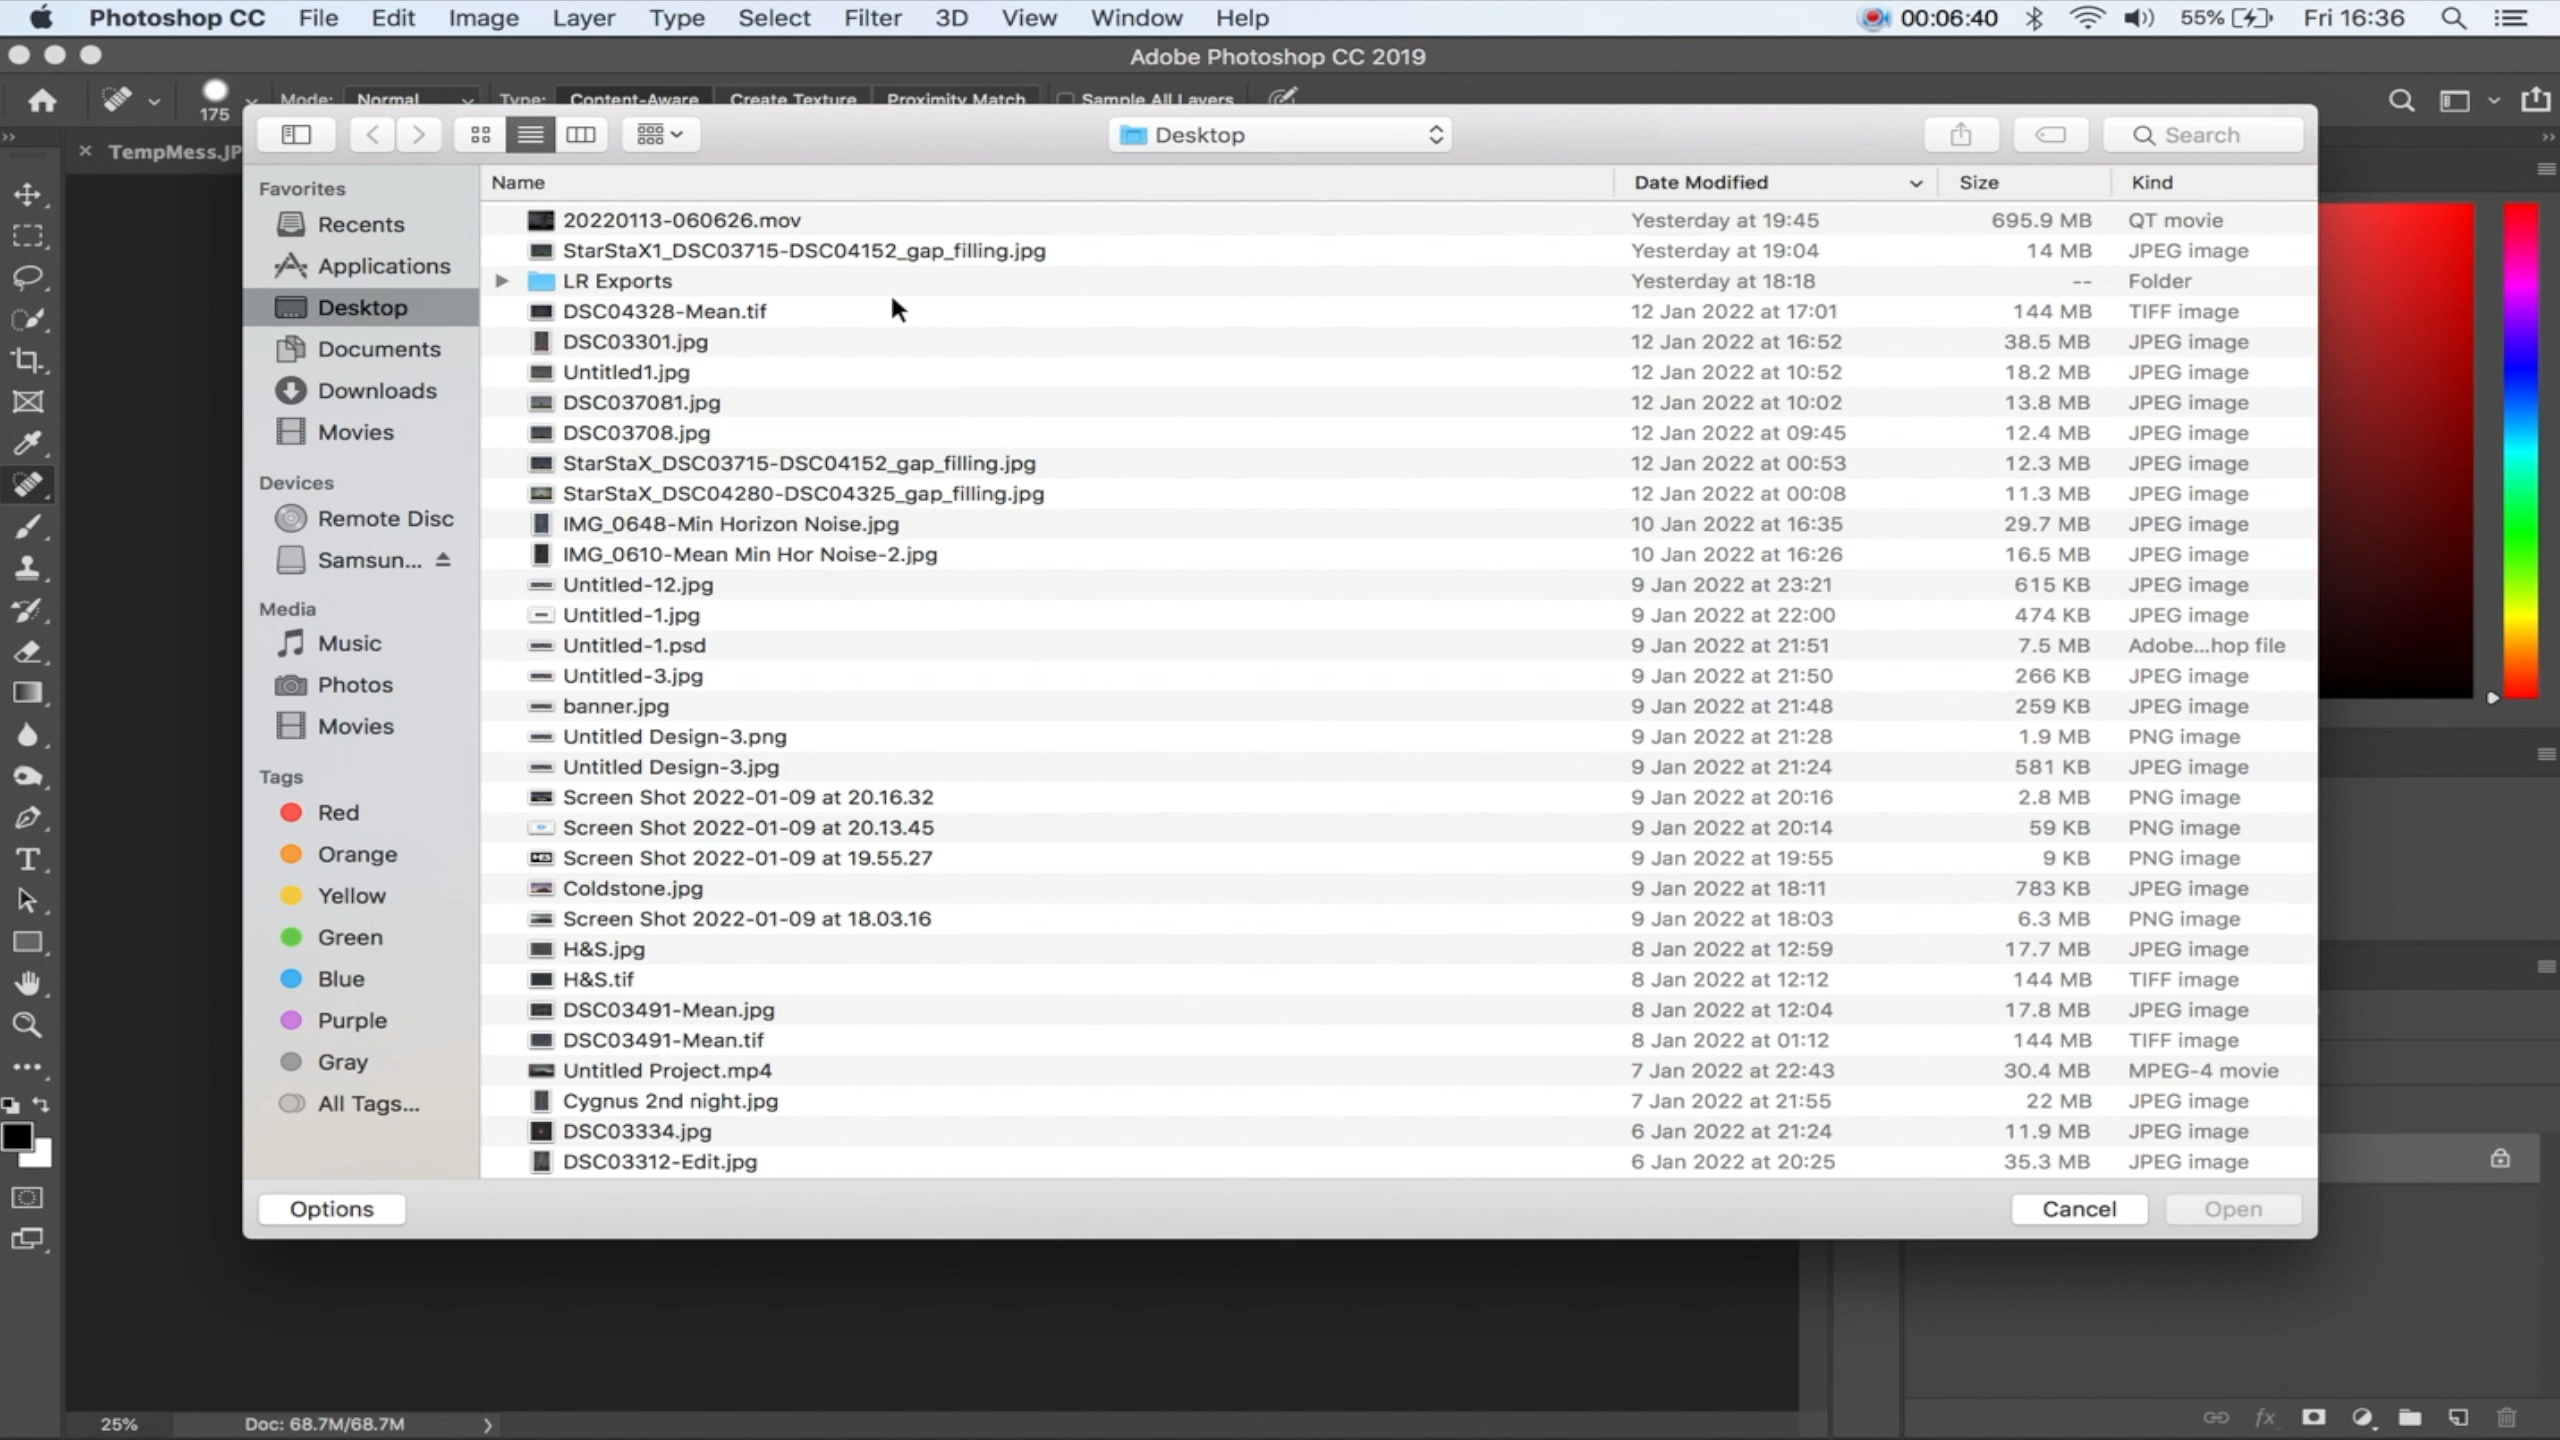 Photoshop CC File Edit Image Layer Type Select Filter 3D View Window Help 00:06:40 55% Fri 16:36
Adobe Photoshop CC 2019
175 Mode: Normal Type: Content-Aware Create Texture Proximity Match Sample All Layers
TempMess.JP
Desktop Search
Favorites
Recents
Applications
Desktop
Documents
Downloads
Movies
Devices
Remote Disc
Samsun...
Media
Music
Photos
Movies
Tags
Red
Orange
Yellow
Green
Blue
Purple
Gray
All Tags...
Name Date Modified Size Kind
20220113-060626.mov Yesterday at 19:45 695.9 MB QT movie
StarStaX1_DSC03715-DSC04152_gap_filling.jpg Yesterday at 19:04 14 MB JPEG image
LR Exports Yesterday at 18:18 -- Folder
DSC04328-Mean.tif 12 Jan 2022 at 17:01 144 MB TIFF image
DSC03301.jpg 12 Jan 2022 at 16:52 38.5 MB JPEG image
Untitled1.jpg 12 Jan 2022 at 10:52 18.2 MB JPEG image
DSC037081.jpg 12 Jan 2022 at 10:02 13.8 MB JPEG image
DSC03708.jpg 12 Jan 2022 at 09:45 12.4 MB JPEG image
StarStaX_DSC03715-DSC04152_gap_filling.jpg 12 Jan 2022 at 00:53 12.3 MB JPEG image
StarStaX_DSC04280-DSC04325_gap_filling.jpg 12 Jan 2022 at 00:08 11.3 MB JPEG image
IMG_0648-Min Horizon Noise.jpg 10 Jan 2022 at 16:35 29.7 MB JPEG image
IMG_0610-Mean Min Hor Noise-2.jpg 10 Jan 2022 at 16:26 16.5 MB JPEG image
Untitled-12.jpg 9 Jan 2022 at 23:21 615 KB JPEG image
Untitled-1.jpg 9 Jan 2022 at 22:00 474 KB JPEG image
Untitled-1.psd 9 Jan 2022 at 21:51 7.5 MB Adobe...hop file
Untitled-3.jpg 9 Jan 2022 at 21:50 266 KB JPEG image
banner.jpg 9 Jan 2022 at 21:48 259 KB JPEG image
Untitled Design-3.png 9 Jan 2022 at 21:28 1.9 MB PNG image
Untitled Design-3.jpg 9 Jan 2022 at 21:24 581 KB JPEG image
Screen Shot 2022-01-09 at 20.16.32 9 Jan 2022 at 20:16 2.8 MB PNG image
Screen Shot 2022-01-09 at 20.13.45 9 Jan 2022 at 20:14 59 KB PNG image
Screen Shot 2022-01-09 at 19.55.27 9 Jan 2022 at 19:55 9 KB PNG image
Coldstone.jpg 9 Jan 2022 at 18:11 783 KB JPEG image
Screen Shot 2022-01-09 at 18.03.16 9 Jan 2022 at 18:03 6.3 MB PNG image
H&S.jpg 8 Jan 2022 at 12:59 17.7 MB JPEG image
H&S.tif 8 Jan 2022 at 12:12 144 MB TIFF image
DSC03491-Mean.jpg 8 Jan 2022 at 12:04 17.8 MB JPEG image
DSC03491-Mean.tif 8 Jan 2022 at 01:12 144 MB TIFF image
Untitled Project.mp4 7 Jan 2022 at 22:43 30.4 MB MPEG-4 movie
Cygnus 2nd night.jpg 7 Jan 2022 at 21:55 22 MB JPEG image
DSC03334.jpg 6 Jan 2022 at 21:24 11.9 MB JPEG image
DSC03312-Edit.jpg 6 Jan 2022 at 20:25 35.3 MB JPEG image
Options Cancel Open
25% Doc: 68.7M/68.7M
fx